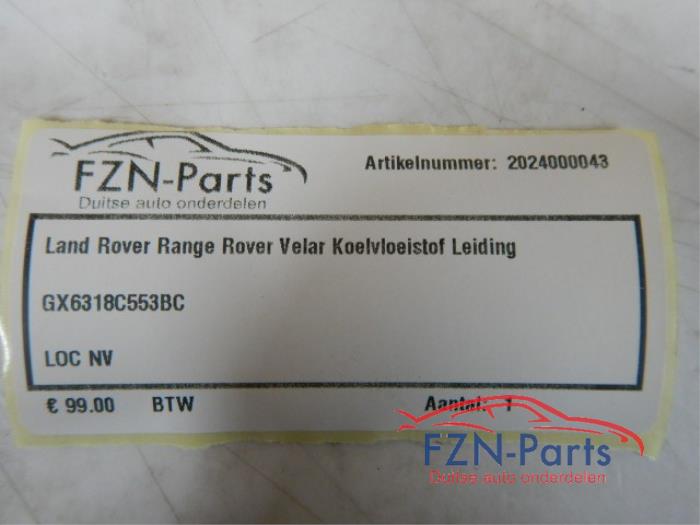 FZN-Parts
Duitse auto onderdelen
Artikelnummer: 2024000043
Land Rover Range Rover Velar Koelvloeistof Leiding
GX6318C553BC
LOC NV
€ 99.00 BTW Aantal: 1
FZN-Parts
Duitse auto onderdelen